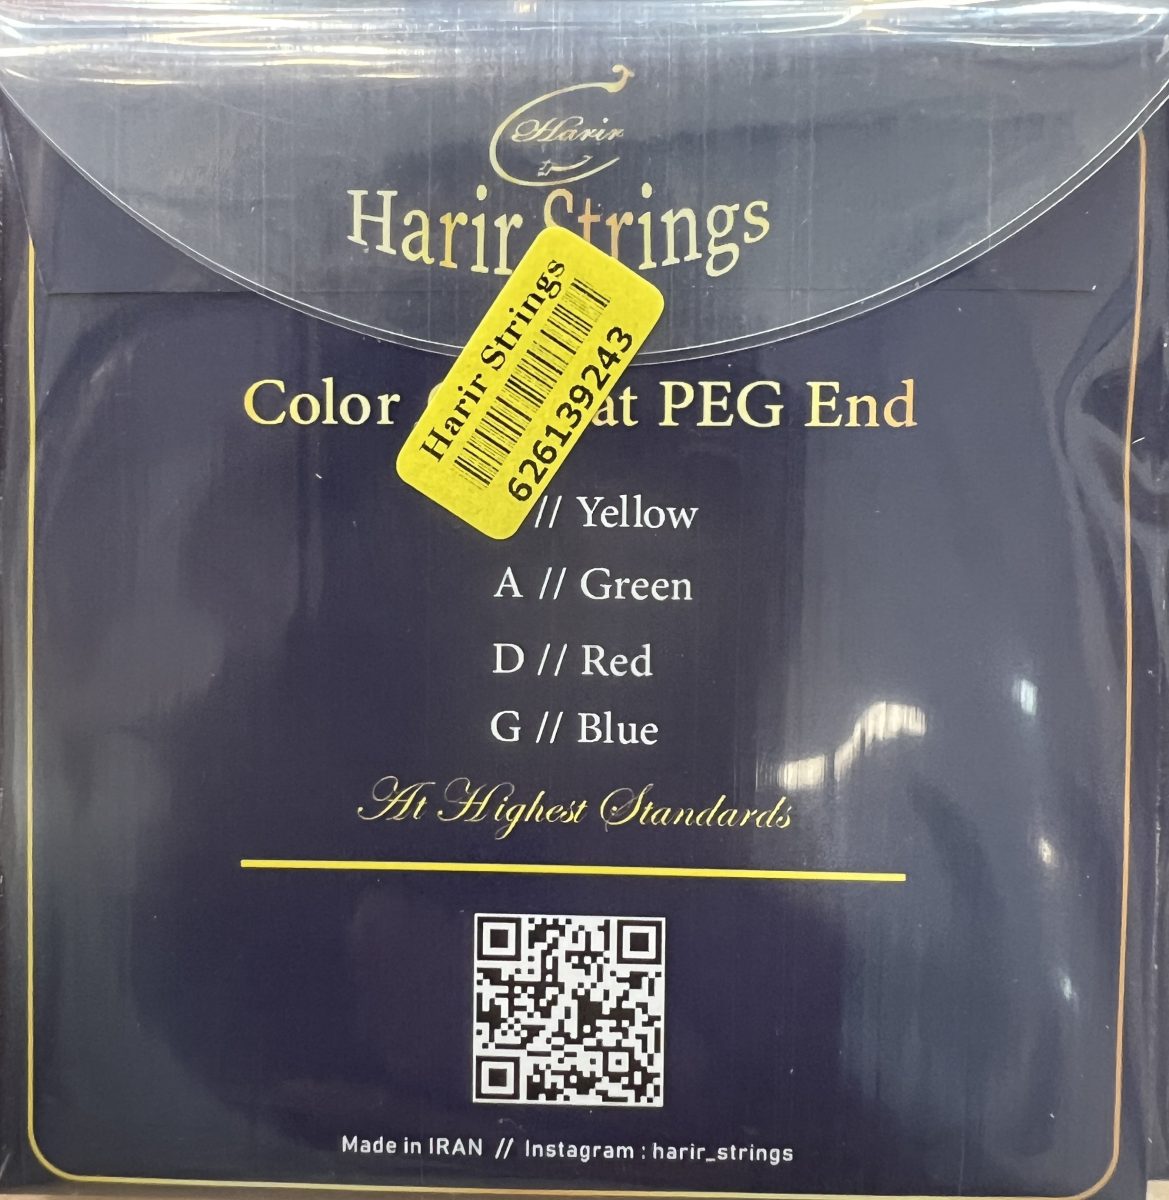 Harir
Harir Strings
Harir Strings
626139243
Color at PEG End
// Yellow
A // Green
D // Red
G // Blue
At Highest Standards
Made in IRAN // Instagram : harir_strings